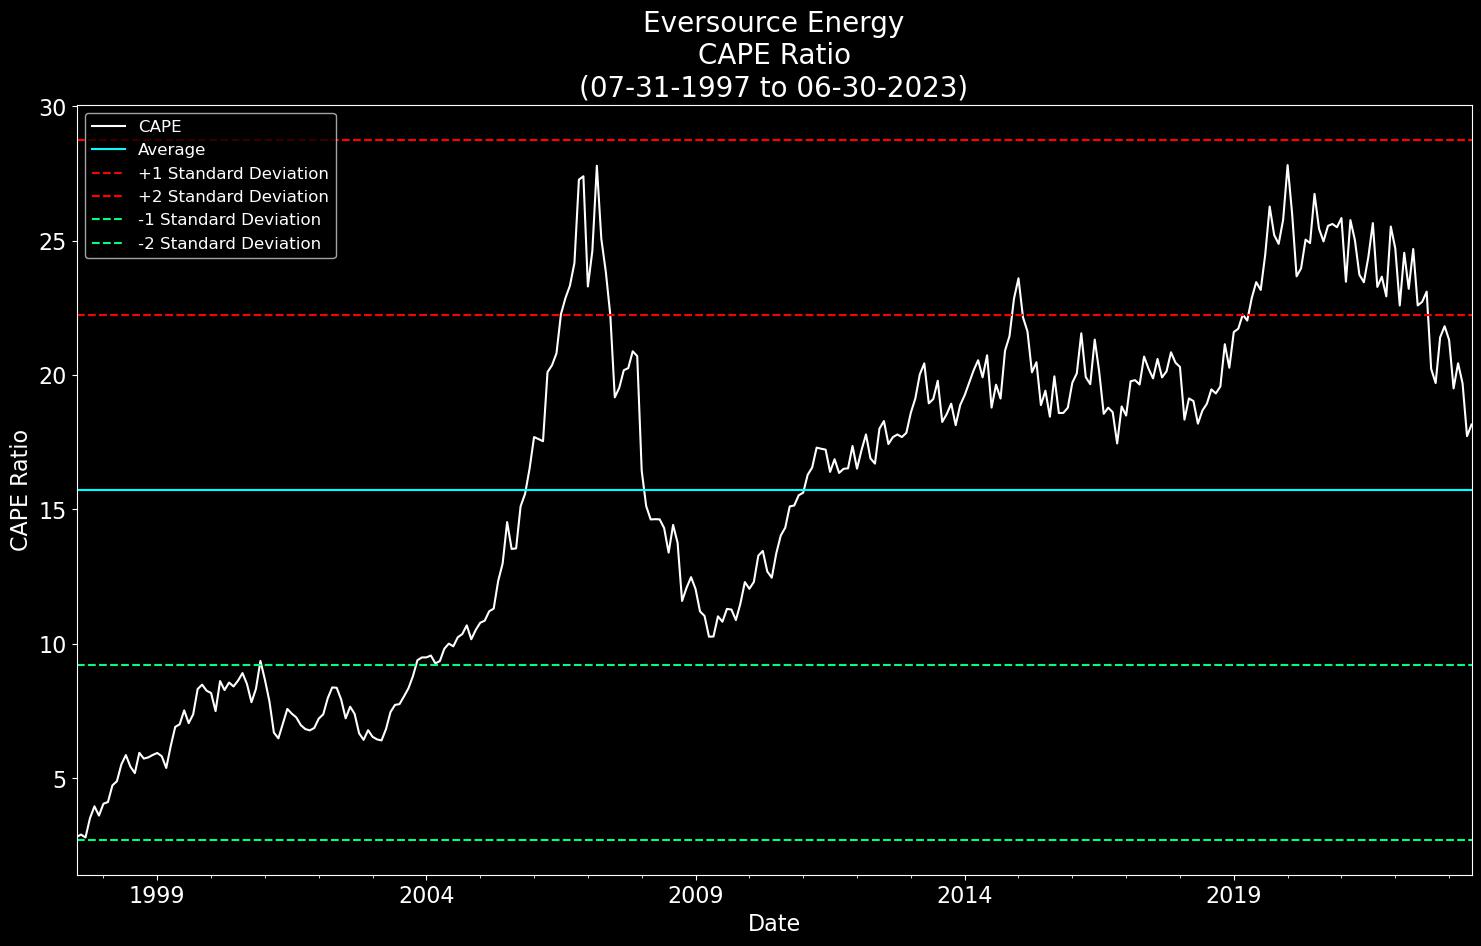 Eversource Energy
CAPE Ratio
(07-31-1997 to 06-30-2023)
30
25
20
15
10
5
CAPE Ratio
CAPE
Average
+1 Standard Deviation
+2 Standard Deviation
-1 Standard Deviation
-2 Standard Deviation
1999 2004 2009 2014 2019
Date